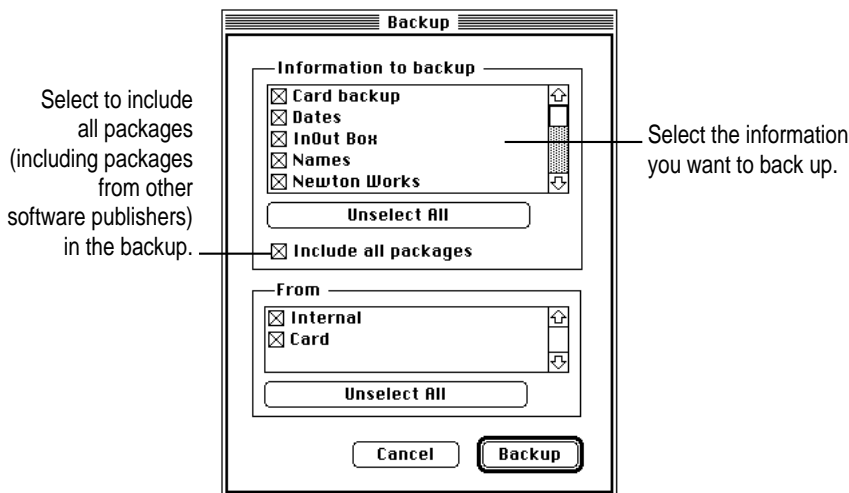 Backup
Information to backup
Card backup
Dates
InOut Box
Names
Newton Works
Unselect All
Include all packages
From
Internal
Card
Unselect All
Cancel
Backup
Select to include
all packages
(including packages
from other
software publishers)
in the backup.
Select the information
you want to back up.